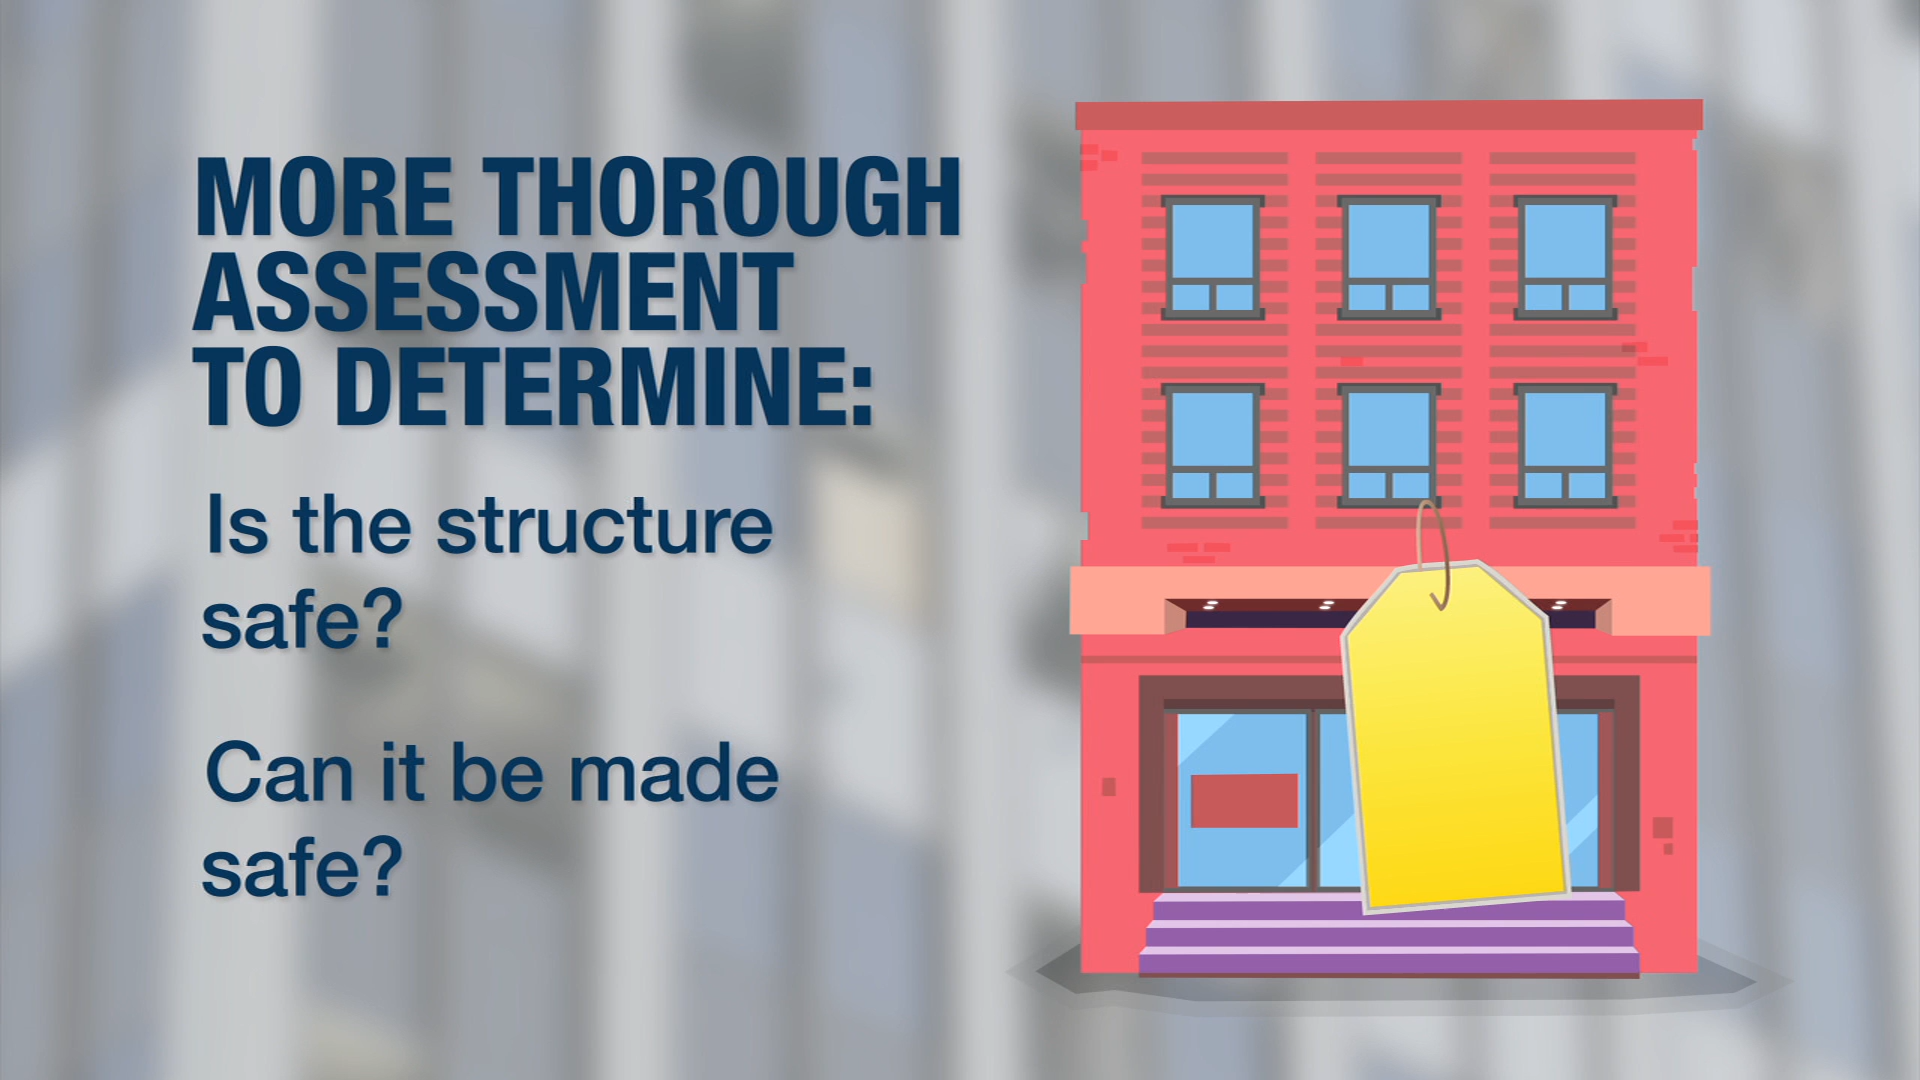 MORE THOROUGH
ASSESSMENT
TO DETERMINE:
Is the structure
safe?
Can it be made
safe?